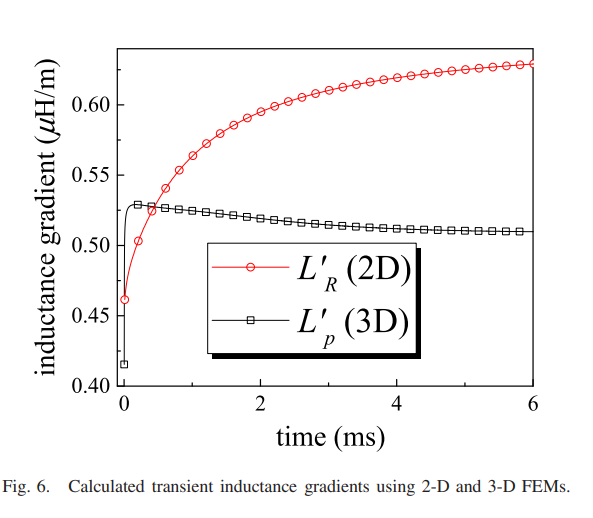 inductance gradient (μH/m)
0.60
0.55
0.50
0.45
0.40
L'R (2D)
L'p (3D)
0 2 4 6
time (ms)
Fig. 6. Calculated transient inductance gradients using 2-D and 3-D FEMs.